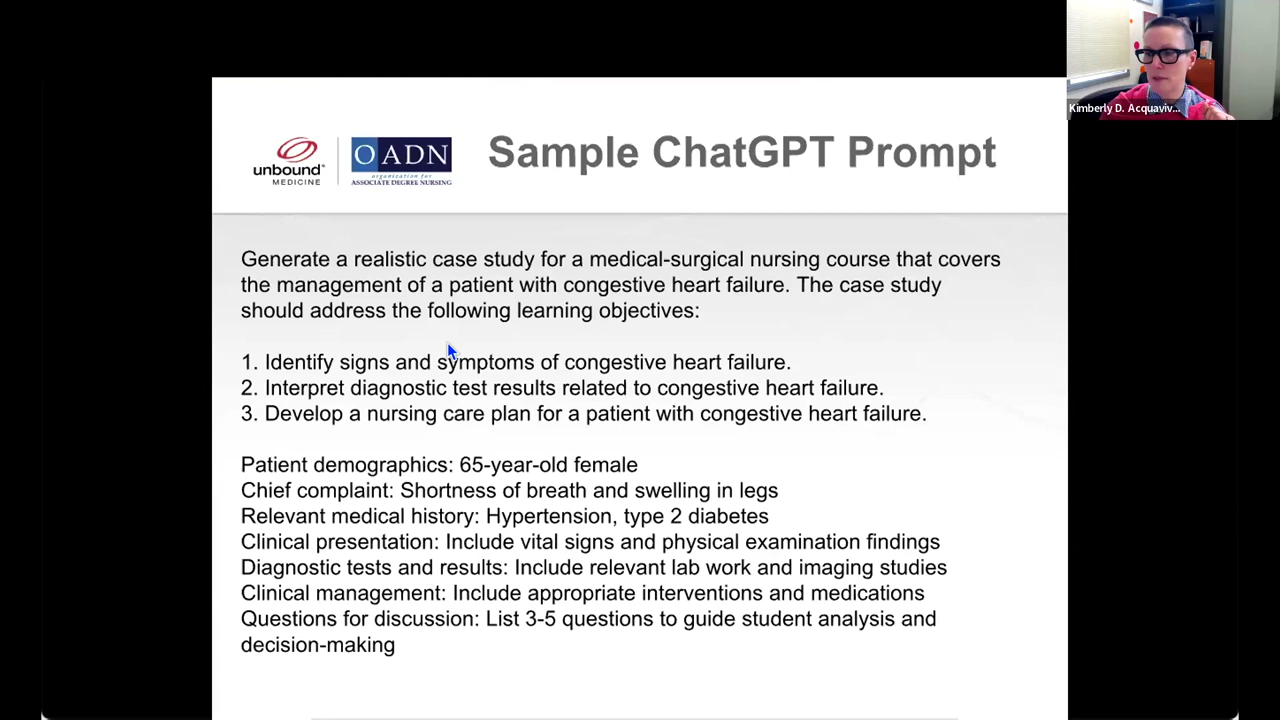 Kimberly D. Acquaviv...
unbound
MEDICINE
OADN
organization for
ASSOCIATE DEGREE NURSING
Sample ChatGPT Prompt
Generate a realistic case study for a medical-surgical nursing course that covers
the management of a patient with congestive heart failure. The case study
should address the following learning objectives:
1. Identify signs and symptoms of congestive heart failure.
2. Interpret diagnostic test results related to congestive heart failure.
3. Develop a nursing care plan for a patient with congestive heart failure.
Patient demographics: 65-year-old female
Chief complaint: Shortness of breath and swelling in legs
Relevant medical history: Hypertension, type 2 diabetes
Clinical presentation: Include vital signs and physical examination findings
Diagnostic tests and results: Include relevant lab work and imaging studies
Clinical management: Include appropriate interventions and medications
Questions for discussion: List 3-5 questions to guide student analysis and
decision-making